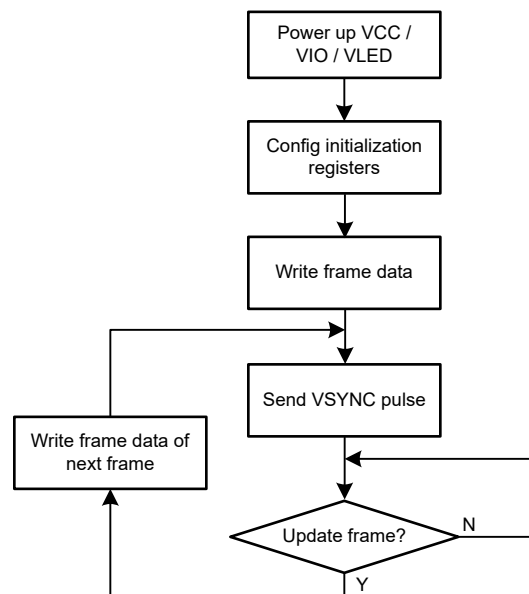 Power up VCC /
VIO / VLED
Config initialization
registers
Write frame data
Send VSYNC pulse
Write frame data of
next frame
Update frame?
N
Y